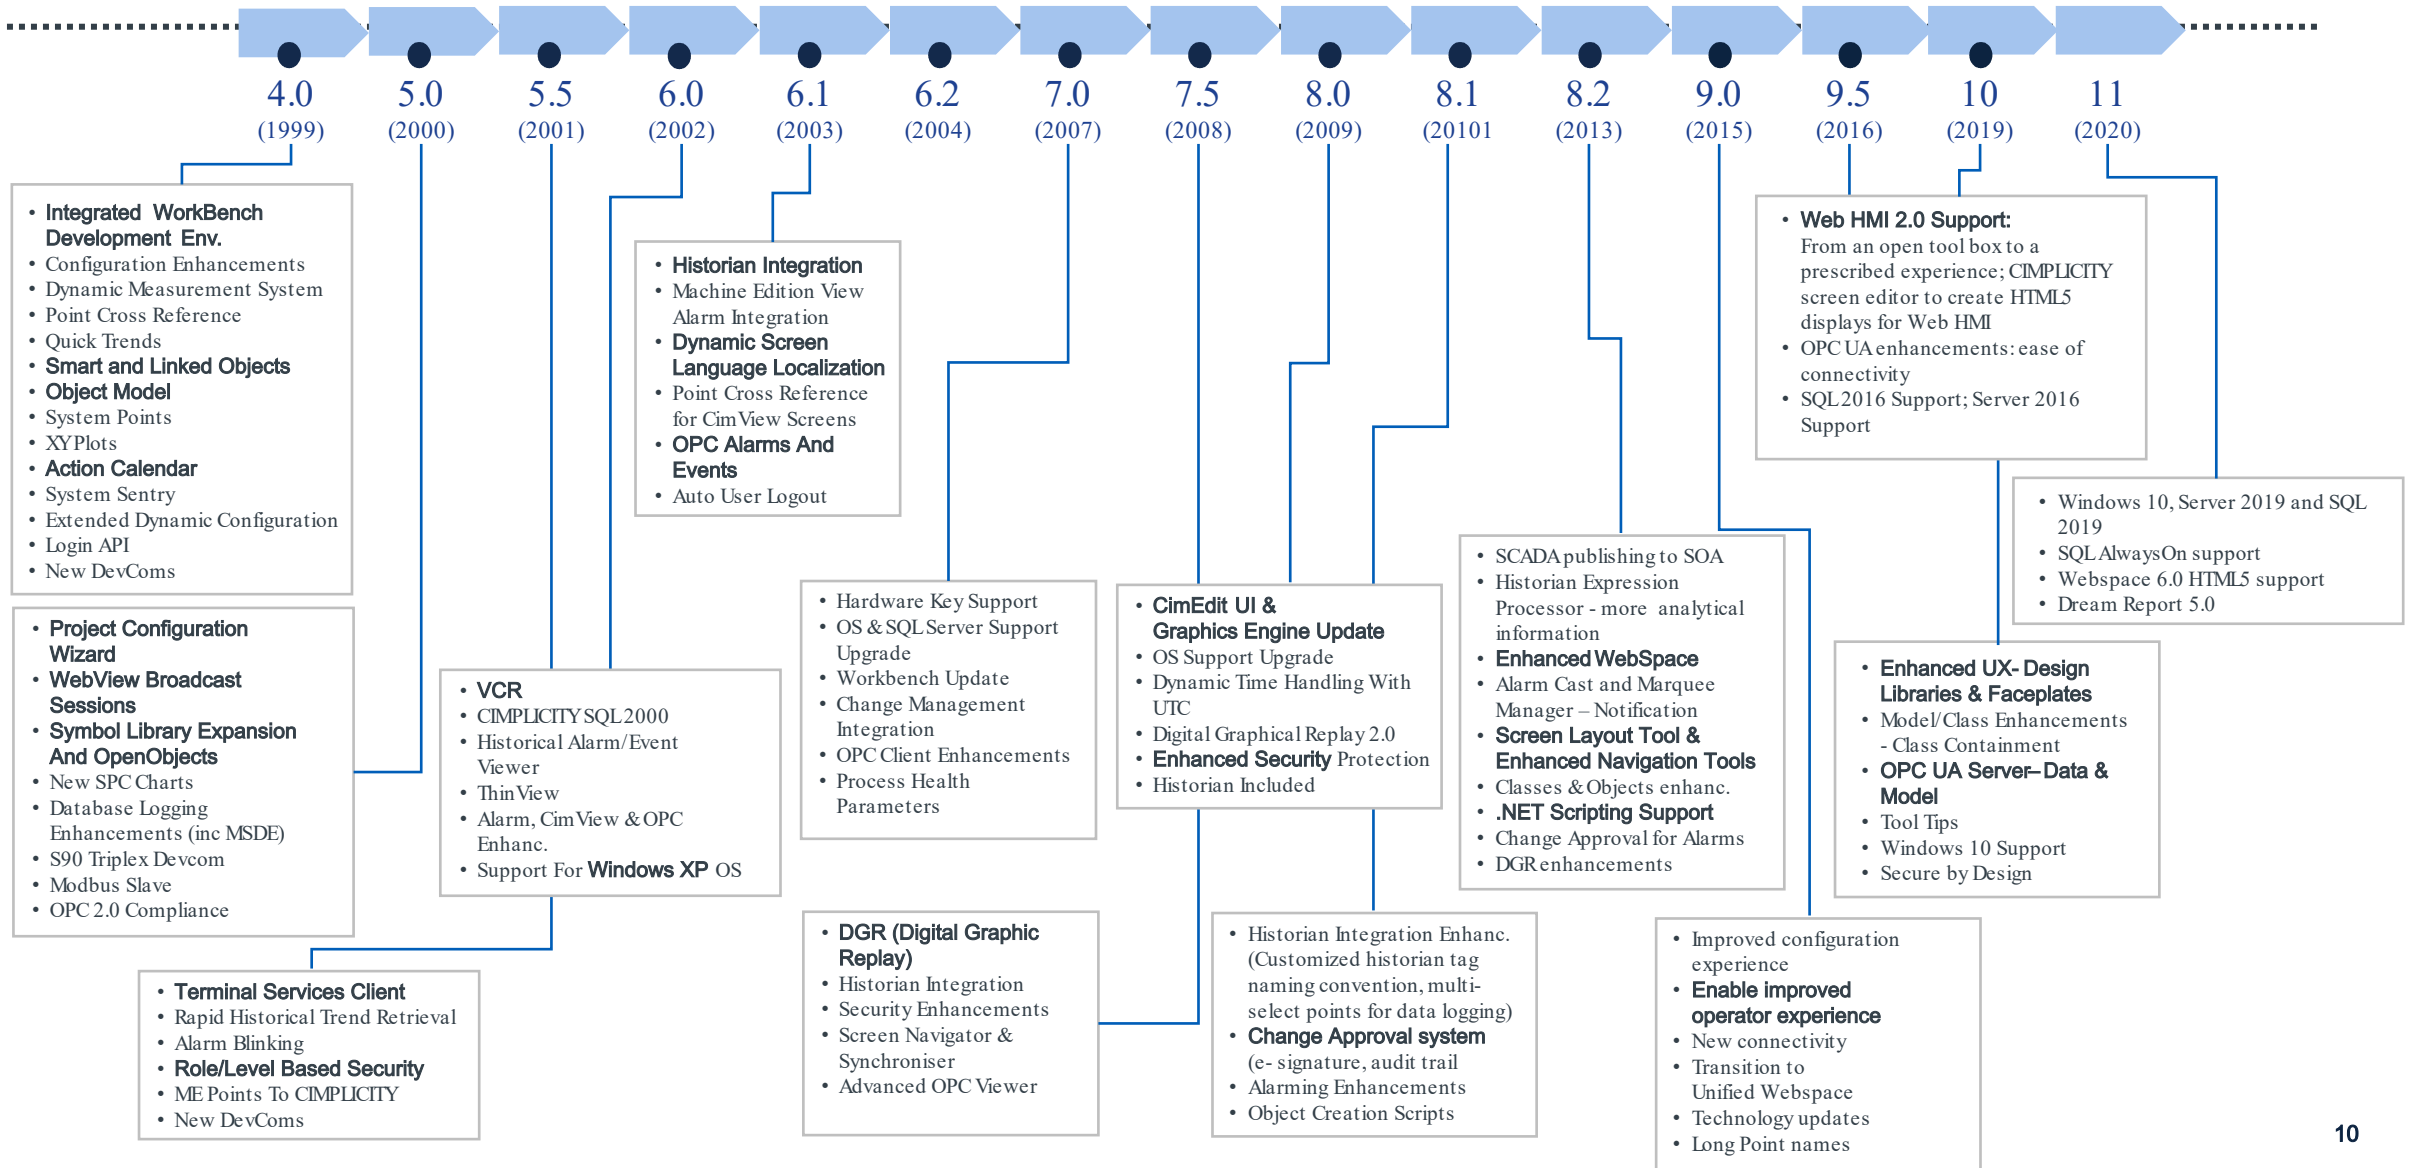 4.0
(1999)
5.0
(2000)
5.5
(2001)
6.0
(2002)
6.1
(2003)
6.2
(2004)
7.0
(2007)
7.5
(2008)
8.0
(2009)
8.1
(20101
8.2
(2013)
9.0
(2015)
9.5
(2016)
10
(2019)
11
(2020)
• Integrated WorkBench
Development Env.
• Configuration Enhancements
• Dynamic Measurement System
• Point Cross Reference
• Quick Trends
• Smart and Linked Objects
• Object Model
• System Points
• XYPlots
• Action Calendar
• System Sentry
• Extended Dynamic Configuration
• Login API
• New DevComs
• Project Configuration
Wizard
• WebView Broadcast
Sessions
• Symbol Library Expansion
And OpenObjects
• New SPC Charts
• Database Logging
Enhancements (inc MSDE)
• S90 Triplex Devcom
• Modbus Slave
• OPC 2.0 Compliance
• Terminal Services Client
• Rapid Historical Trend Retrieval
• Alarm Blinking
• Role/Level Based Security
• ME Points To CIMPLICITY
• New DevComs
• VCR
• CIMPLICITY SQL 2000
• Historical Alarm/Event
Viewer
• ThinView
• Alarm, CimView & OPC
Enhanc.
• Support For Windows XP OS
• Historian Integration
• Machine Edition View
Alarm Integration
• Dynamic Screen
Language Localization
• Point Cross Reference
for CimView Screens
• OPC Alarms And
Events
• Auto User Logout
• Hardware Key Support
• OS & SQL Server Support
Upgrade
• Workbench Update
• Change Management
Integration
• OPC Client Enhancements
• Process Health
Parameters
• DGR (Digital Graphic
Replay)
• Historian Integration
• Security Enhancements
• Screen Navigator &
Synchroniser
• Advanced OPC Viewer
• CimEdit UI &
Graphics Engine Update
• OS Support Upgrade
• Dynamic Time Handling With
UTC
• Digital Graphical Replay 2.0
• Enhanced Security Protection
• Historian Included
• Historian Integration Enhanc.
(Customized historian tag
naming convention, multi-
select points for data logging)
• Change Approval system
(e- signature, audit trail
• Alarming Enhancements
• Object Creation Scripts
• SCADA publishing to SOA
• Historian Expression
Processor - more analytical
information
• Enhanced WebSpace
• Alarm Cast and Marquee
Manager – Notification
• Screen Layout Tool &
Enhanced Navigation Tools
• Classes & Objects enhanc.
• .NET Scripting Support
• Change Approval for Alarms
• DGR enhancements
• Improved configuration
experience
• Enable improved
operator experience
• New connectivity
• Transition to
Unified Webspace
• Technology updates
• Long Point names
• Web HMI 2.0 Support:
From an open tool box to a
prescribed experience; CIMPLICITY
screen editor to create HTML5
displays for Web HMI
• OPC UA enhancements: ease of
connectivity
• SQL 2016 Support; Server 2016
Support
• Enhanced UX- Design
Libraries & Faceplates
• Model/Class Enhancements
- Class Containment
• OPC UA Server– Data &
Model
• Tool Tips
• Windows 10 Support
• Secure by Design
• Windows 10, Server 2019 and SQL
2019
• SQL AlwaysOn support
• Webspace 6.0 HTML5 support
• Dream Report 5.0
10